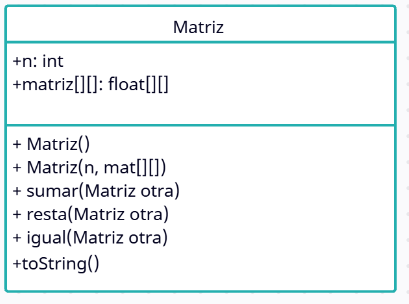 Matriz
+n: int
+matriz[][]: float[][]
+ Matriz()
+ Matriz(n, mat[][])
+ sumar(Matriz otra)
+ resta(Matriz otra)
+ igual(Matriz otra)
+toString()